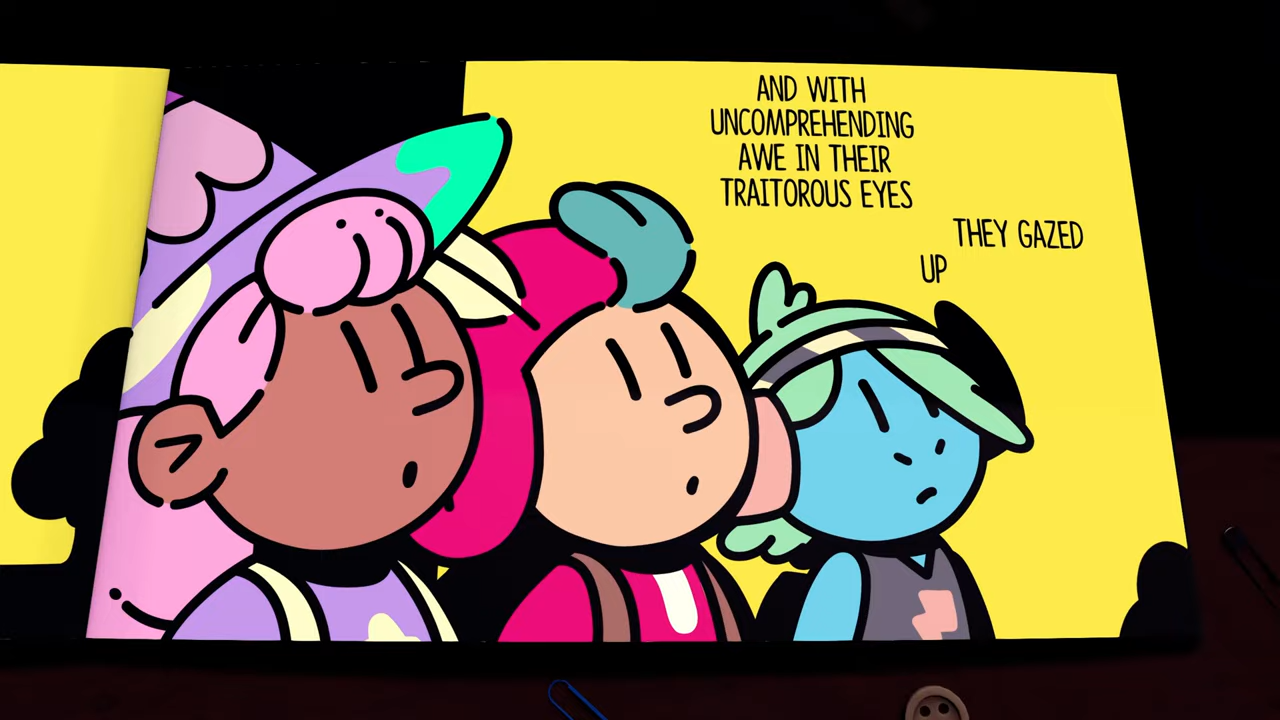 AND WITH
UNCOMPREHENDING
AWE IN THEIR
TRAITOROUS EYES
THEY GAZED
UP